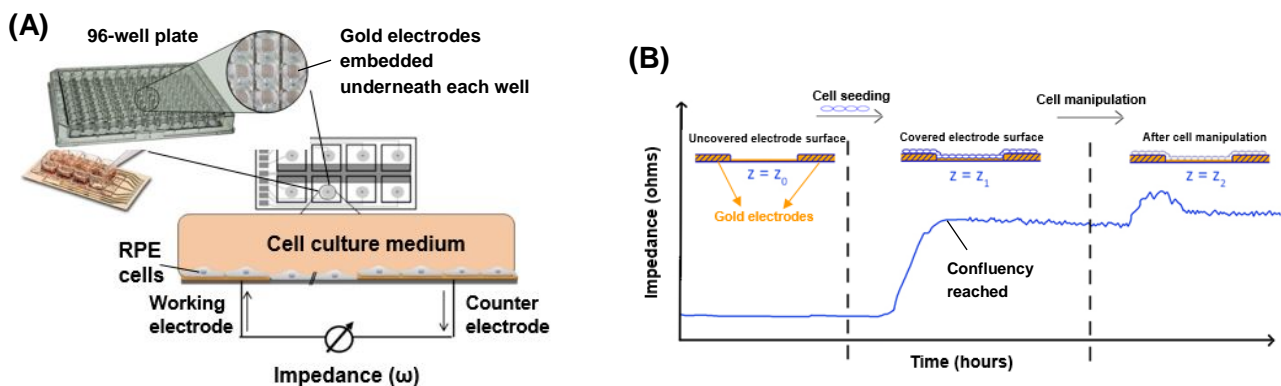 (A)
96-well plate
Gold electrodes
embedded
underneath each well
Cell culture medium
RPE
cells
Working
electrode
Counter
electrode
Impedance (ω)
(B)
Cell seeding
Cell manipulation
Uncovered electrode surface
Covered electrode surface
After cell manipulation
z = z₀
z = z₁
z = z₂
Gold electrodes
Confluency
reached
Impedance (ohms)
Time (hours)